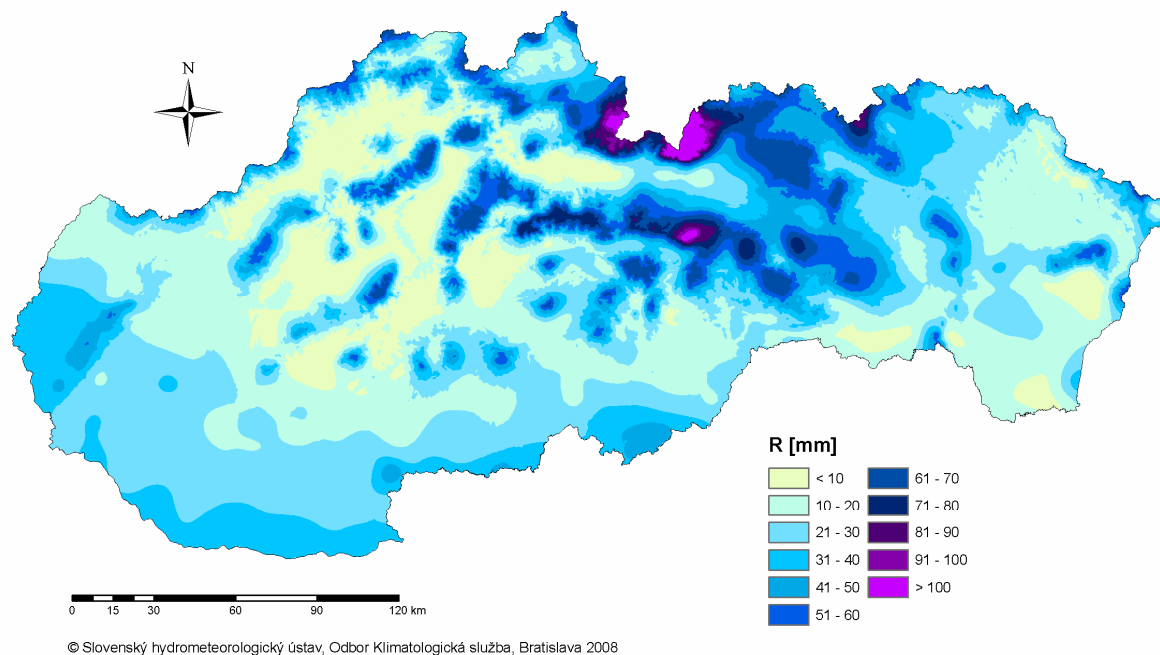 N
R [mm]
< 10
10 - 20
21 - 30
31 - 40
41 - 50
51 - 60
61 - 70
71 - 80
81 - 90
91 - 100
> 100
0 15 30 60 90 120 km
© Slovenský hydrometeorologický ústav, Odbor Klimatologická služba, Bratislava 2008